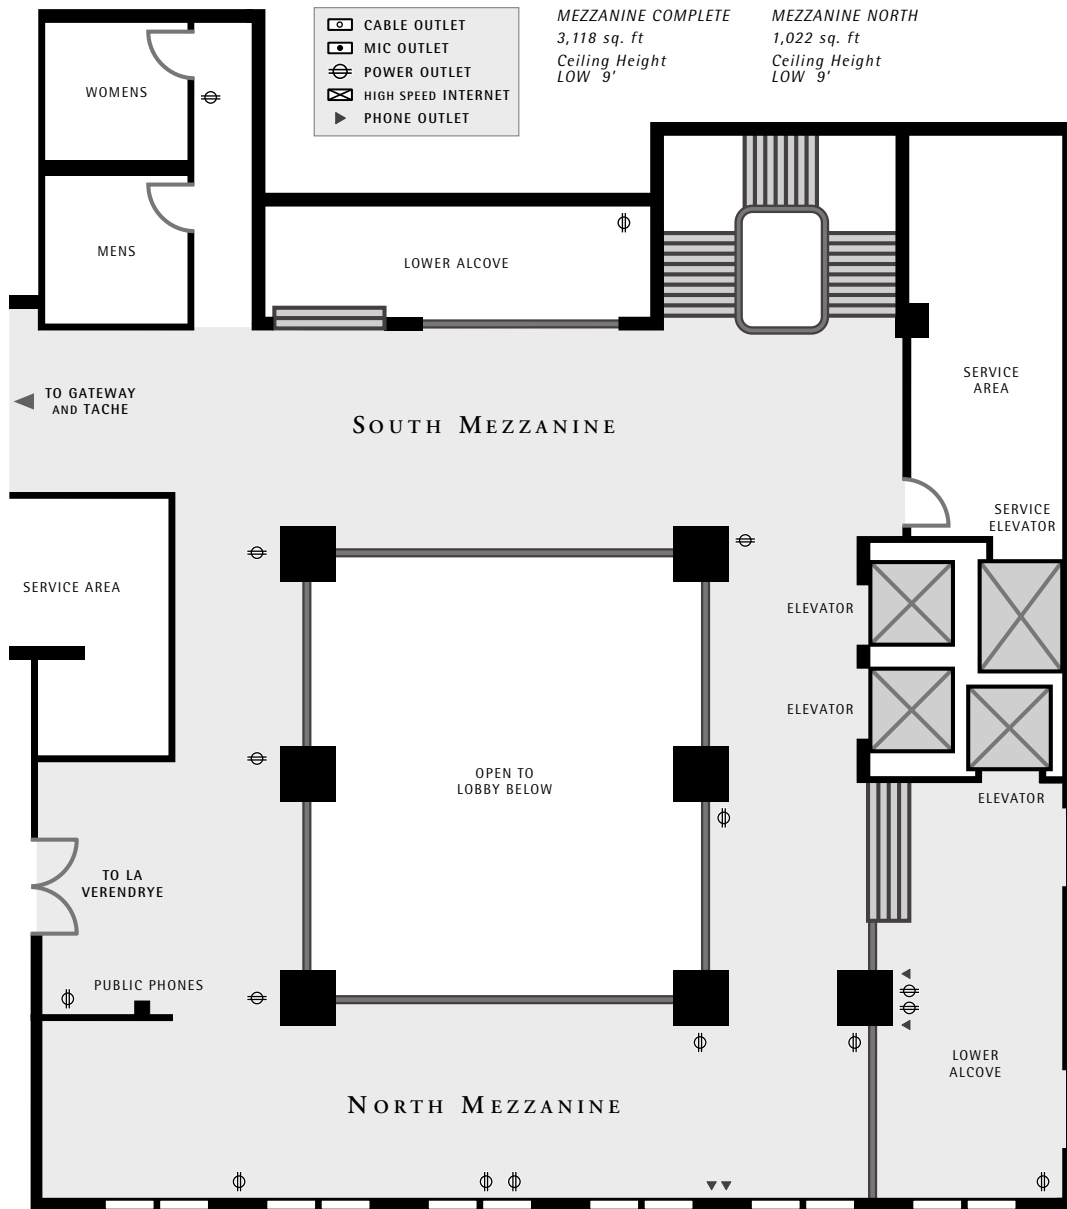 CABLE OUTLET
MIC OUTLET
POWER OUTLET
HIGH SPEED INTERNET
PHONE OUTLET
MEZZANINE COMPLETE
3,118 sq. ft
Ceiling Height
LOW 9'
MEZZANINE NORTH
1,022 sq. ft
Ceiling Height
LOW 9'
WOMENS
MENS
LOWER ALCOVE
TO GATEWAY
AND TACHE
SOUTH MEZZANINE
SERVICE
AREA
SERVICE
ELEVATOR
SERVICE AREA
ELEVATOR
ELEVATOR
OPEN TO
LOBBY BELOW
ELEVATOR
TO LA
VERENDRYE
PUBLIC PHONES
LOWER
ALCOVE
NORTH MEZZANINE